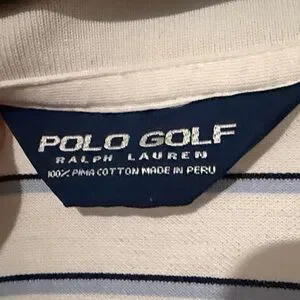 POLO GOLF
RALPH LAUREN
100% PIMA COTTON MADE IN PERU